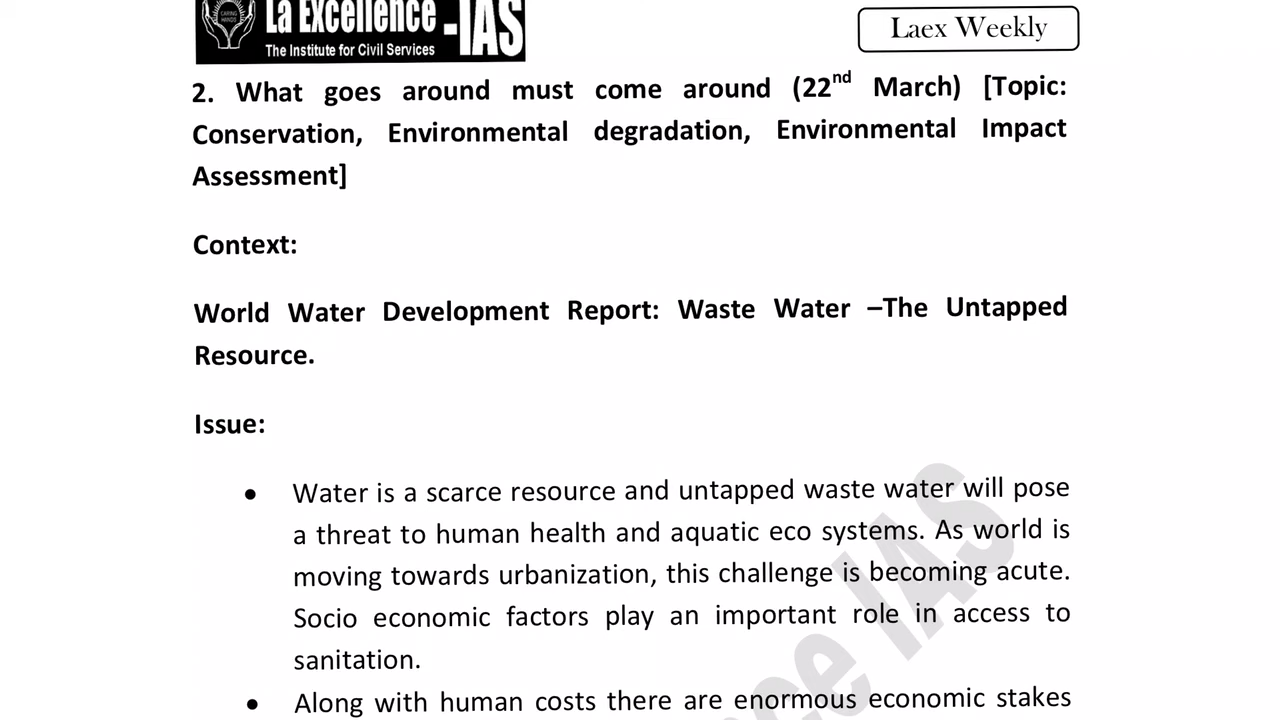 CARING HANDS
La Excellence -IAS
The Institute for Civil Services
Laex Weekly
2. What goes around must come around (22nd March) [Topic:
Conservation, Environmental degradation, Environmental Impact
Assessment]
Context:
World Water Development Report: Waste Water –The Untapped
Resource.
Issue:
• Water is a scarce resource and untapped waste water will pose
a threat to human health and aquatic eco systems. As world is
moving towards urbanization, this challenge is becoming acute.
Socio economic factors play an important role in access to
sanitation.
• Along with human costs there are enormous economic stakes
nce IAS